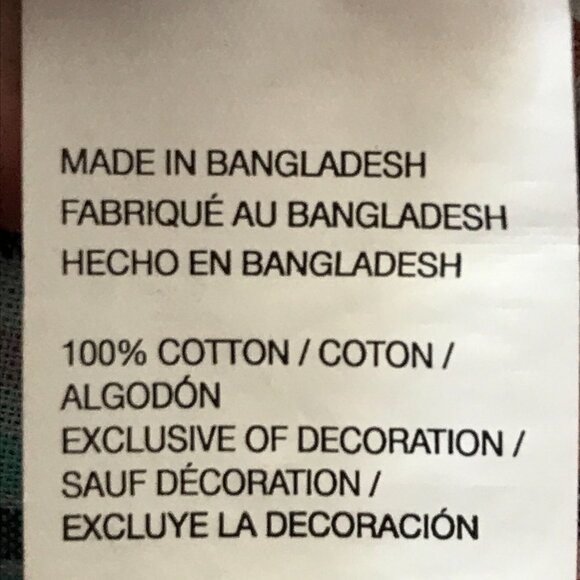 MADE IN BANGLADESH
FABRIQUÉ AU BANGLADESH
HECHO EN BANGLADESH
100% COTTON / COTON /
ALGODÓN
EXCLUSIVE OF DECORATION /
SAUF DÉCORATION /
EXCLUYE LA DECORACIÓN